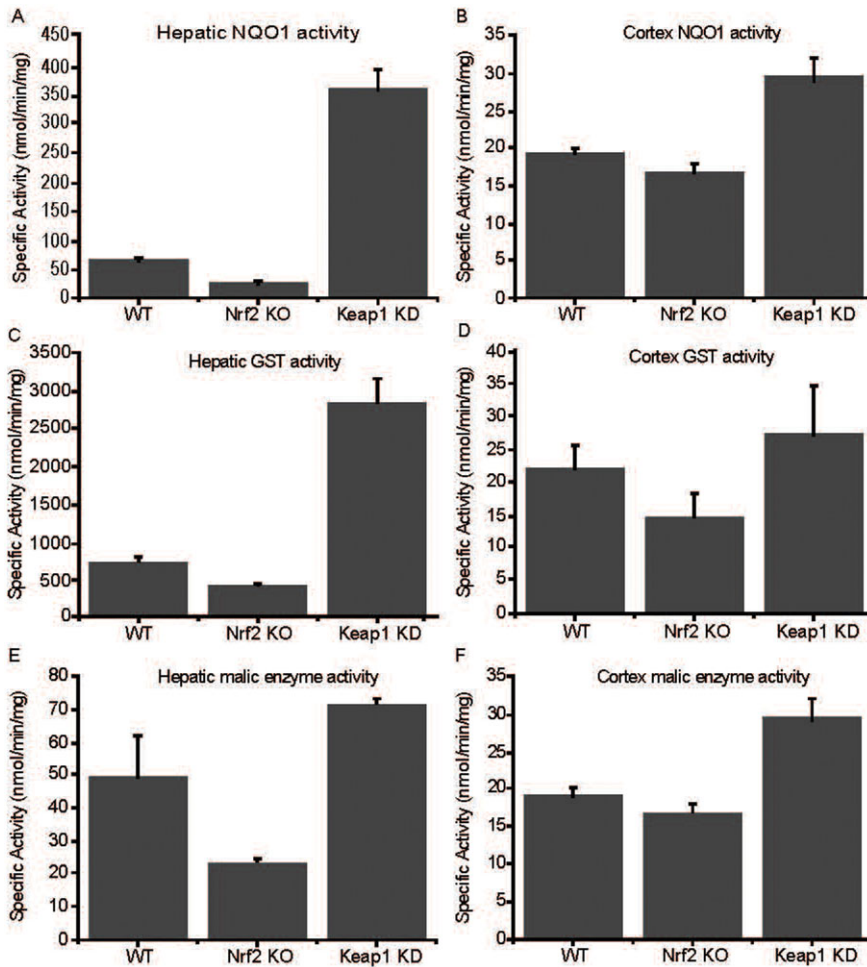 A
Hepatic NQO1 activity
Specific Activity (nmol/min/mg)
450
400
350
300
250
200
150
100
50
0
WT Nrf2 KO Keap1 KD
B
Cortex NQO1 activity
Specific Activity (nmol/min/mg)
35
30
25
20
15
10
5
0
WT Nrf2 KO Keap1 KD
C
Hepatic GST activity
Specific Activity (nmol/min/mg)
3500
3000
2500
2000
1500
1000
500
0
WT Nrf2 KO Keap1 KD
D
Cortex GST activity
Specific Activity (nmol/min/mg)
40
35
30
25
20
15
10
5
0
WT Nrf2 KO Keap1 KD
E
Hepatic malic enzyme activity
Specific Activity (nmol/min/mg)
80
70
60
50
40
30
20
10
0
WT Nrf2 KO Keap1 KD
F
Cortex malic enzyme activity
Specific Activity (nmol/min/mg)
35
30
25
20
15
10
5
0
WT Nrf2 KO Keap1 KD